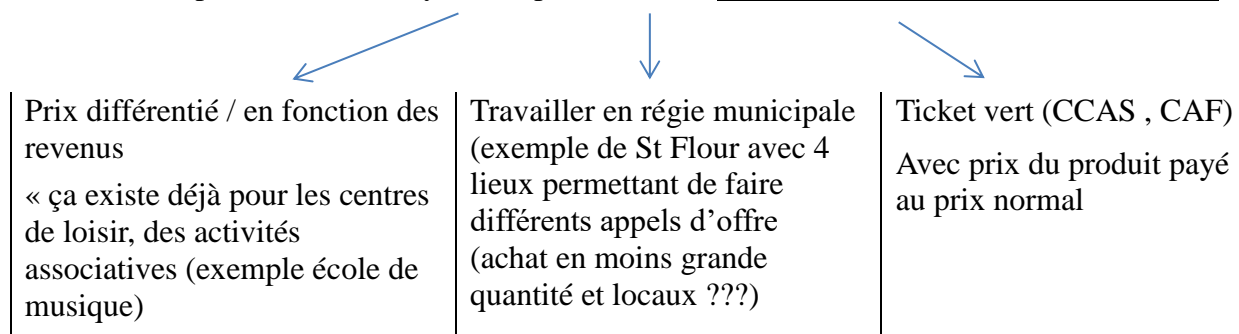 Prix différentié / en fonction des
revenus
« ça existe déjà pour les centres
de loisir, des activités
associatives (exemple école de
musique)
Travailler en régie municipale
(exemple de St Flour avec 4
lieux permettant de faire
différents appels d'offre
(achat en moins grande
quantité et locaux ???)
Ticket vert (CCAS , CAF)
Avec prix du produit payé
au prix normal